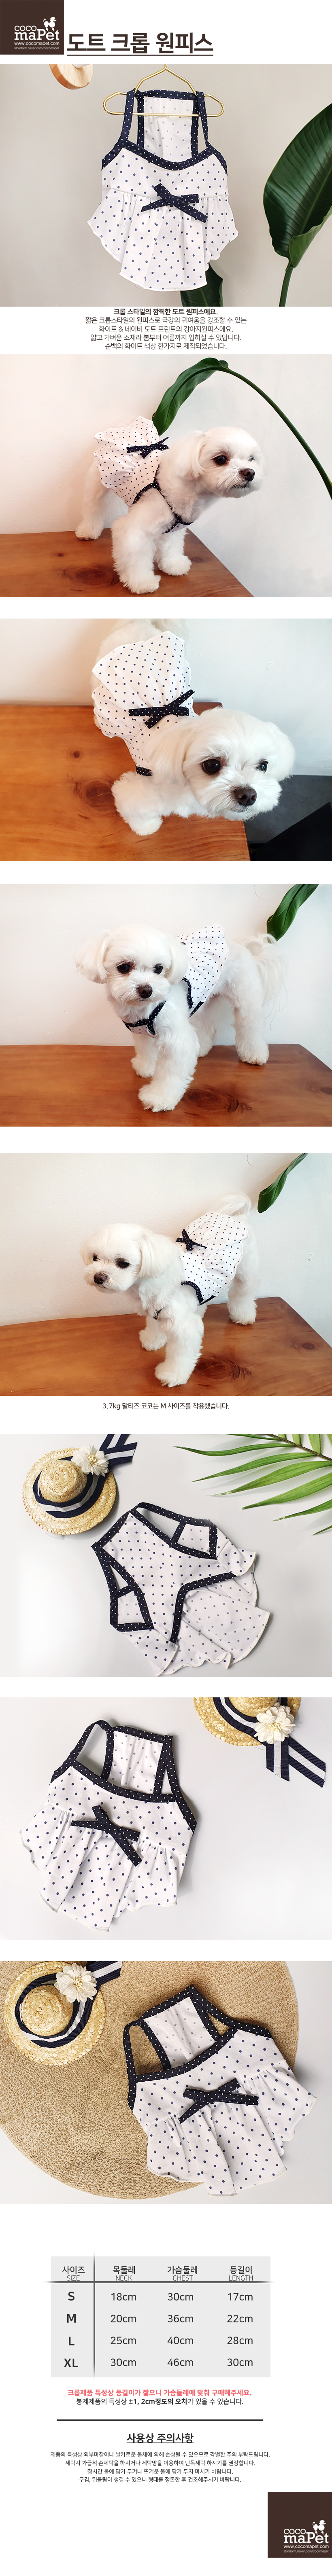 coco
maPet
www.cocomapet.com
도트 크롭 원피스
크롭 스타일의 깜찍한 도트 원피스에요.
짧은 크롭스타일의 원피스로 극강의 귀여움을 강조할 수 있는
화이트 & 네이비 도트 프린트의 강아지원피스에요.
얇고 가벼운 소재라 봄부터 여름까지 입히실 수 있답니다.
순백의 화이트 색상 한가지로 제작되었습니다.
3.7kg 말티즈 코코는 M 사이즈를 착용했습니다.
사이즈 목둘레 가슴둘레 등길이
SIZE NECK CHEST LENGTH
S 18cm 30cm 17cm
M 20cm 36cm 22cm
L 25cm 40cm 28cm
XL 30cm 46cm 30cm
크롭제품 특성상 등길이가 짧으니 가슴둘레에 맞춰 구매해주세요.
봉제제품의 특성상 ±1, 2cm정도의 오차가 있을 수 있습니다.
사용상 주의사항
제품의 특성상 외부마찰이나 날카로운 물체에 의해 손상될 수 있으므로 각별한 주의 부탁드립니다.
세탁시 가급적 손세탁을 하시거나 세탁망을 이용하여 단독세탁 하시기를 권장합니다.
장시간 물에 담가 두거나 뜨거운 물에 담가 두지 마시기 바랍니다.
구김, 뒤틀림이 생길 수 있으니 형태를 정돈한 후 건조해주시기 바랍니다.
coco
maPet
www.cocomapet.com